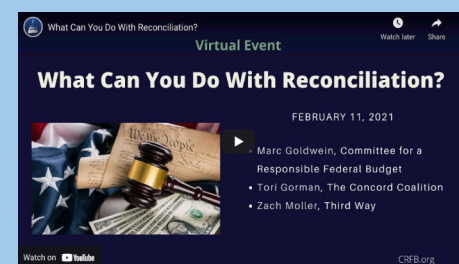 What Can You Do With Reconciliation?
Watch later
Share
Virtual Event
What Can You Do With Reconciliation?
FEBRUARY 11, 2021
We the People
• Marc Goldwein, Committee for a
Responsible Federal Budget
• Tori Gorman, The Concord Coalition
• Zach Moller, Third Way
Watch on YouTube
CRFB.org